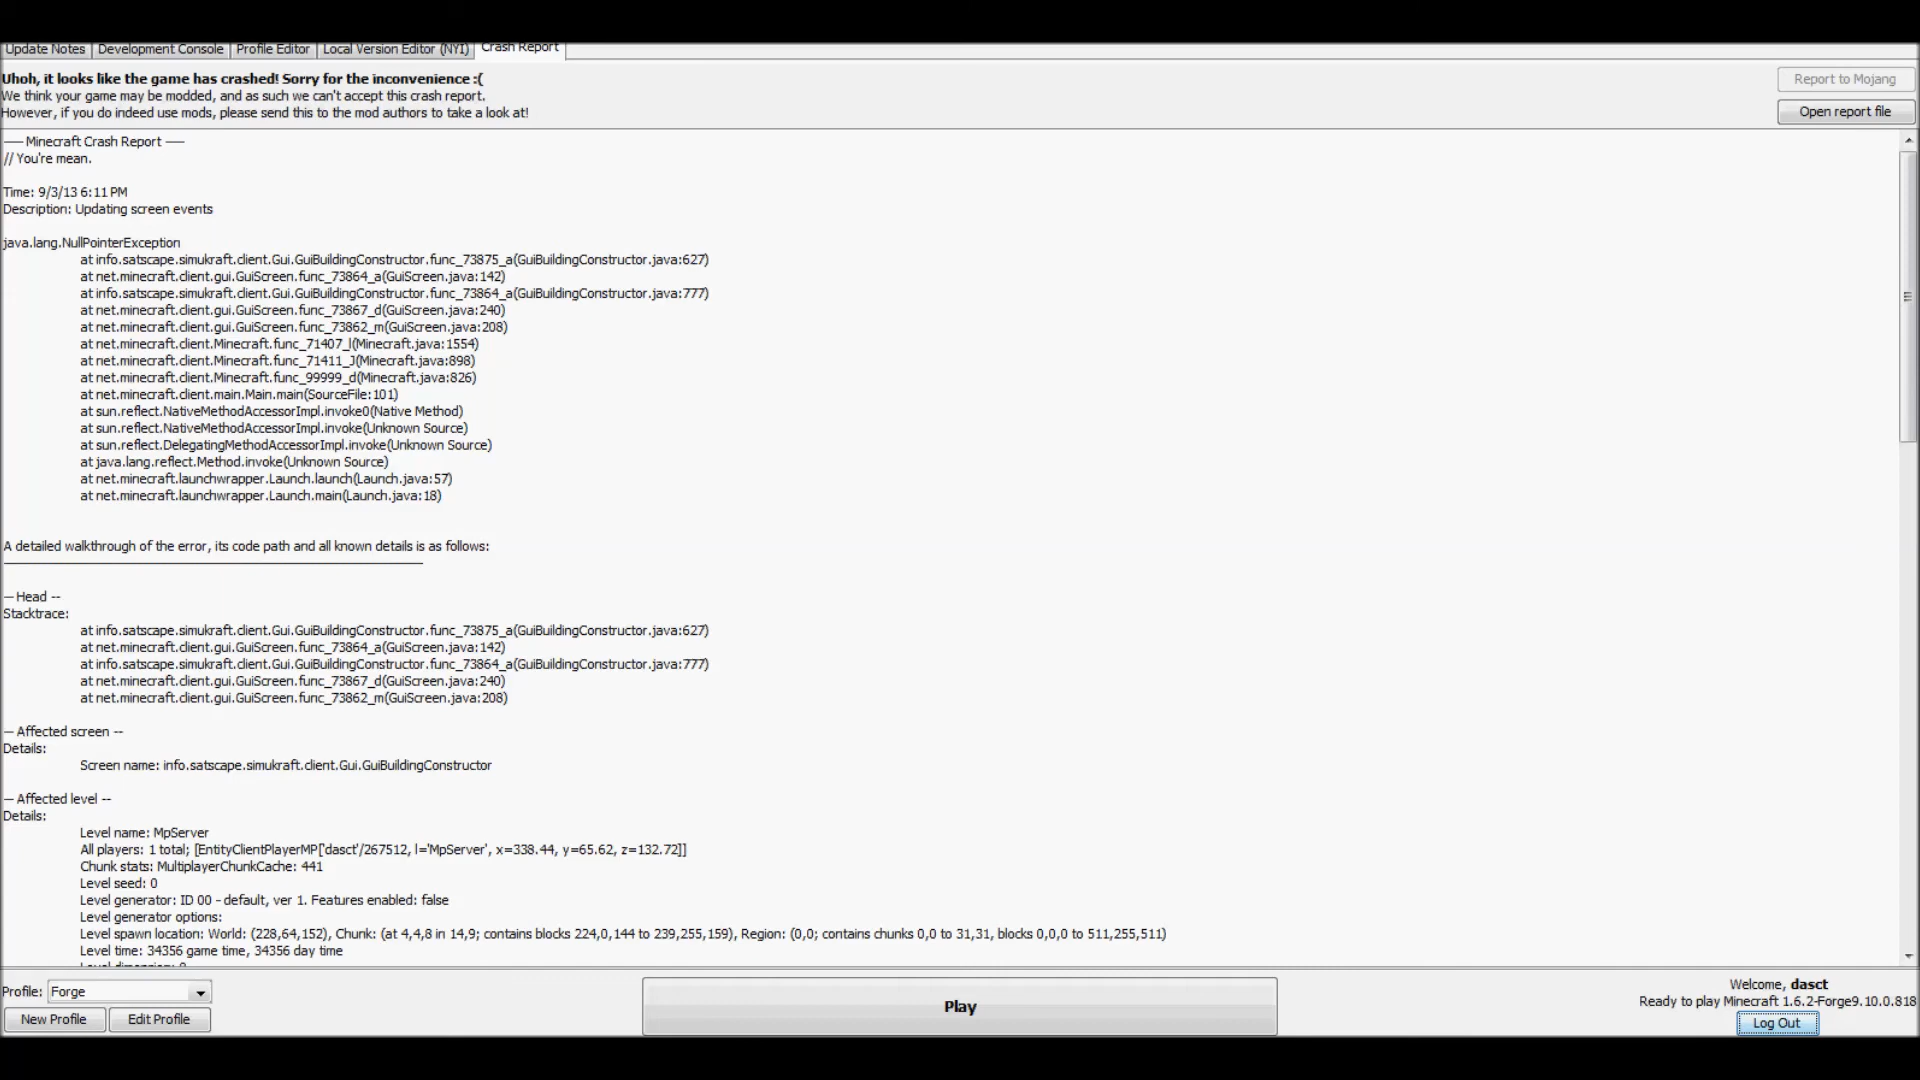 Update Notes Development Console Profile Editor Local Version Editor (NYI) Crash Report
Uhoh, it looks like the game has crashed! Sorry for the inconvenience :(
We think your game may be modded, and as such we can't accept this crash report.
However, if you do indeed use mods, please send this to the mod authors to take a look at!
Report to Mojang
Open report file
---- Minecraft Crash Report ----
// You're mean.
Time: 9/3/13 6:11 PM
Description: Updating screen events
java.lang.NullPointerException
at info.satscape.simukraft.client.Gui.GuiBuildingConstructor.func_73875_a(GuiBuildingConstructor.java:627)
at net.minecraft.client.gui.GuiScreen.func_73864_a(GuiScreen.java:142)
at info.satscape.simukraft.client.Gui.GuiBuildingConstructor.func_73864_a(GuiBuildingConstructor.java:777)
at net.minecraft.client.gui.GuiScreen.func_73867_d(GuiScreen.java:240)
at net.minecraft.client.gui.GuiScreen.func_73862_m(GuiScreen.java:208)
at net.minecraft.client.Minecraft.func_71407_l(Minecraft.java:1554)
at net.minecraft.client.Minecraft.func_71411_J(Minecraft.java:898)
at net.minecraft.client.Minecraft.func_99999_d(Minecraft.java:826)
at net.minecraft.client.main.Main.main(SourceFile:101)
at sun.reflect.NativeMethodAccessorImpl.invoke0(Native Method)
at sun.reflect.NativeMethodAccessorImpl.invoke(Unknown Source)
at sun.reflect.DelegatingMethodAccessorImpl.invoke(Unknown Source)
at java.lang.reflect.Method.invoke(Unknown Source)
at net.minecraft.launchwrapper.Launch.launch(Launch.java:57)
at net.minecraft.launchwrapper.Launch.main(Launch.java:18)
A detailed walkthrough of the error, its code path and all known details is as follows:
---------------------------------------------------------------------------------------
-- Head --
Stacktrace:
at info.satscape.simukraft.client.Gui.GuiBuildingConstructor.func_73875_a(GuiBuildingConstructor.java:627)
at net.minecraft.client.gui.GuiScreen.func_73864_a(GuiScreen.java:142)
at info.satscape.simukraft.client.Gui.GuiBuildingConstructor.func_73864_a(GuiBuildingConstructor.java:777)
at net.minecraft.client.gui.GuiScreen.func_73867_d(GuiScreen.java:240)
at net.minecraft.client.gui.GuiScreen.func_73862_m(GuiScreen.java:208)
-- Affected screen --
Details:
Screen name: info.satscape.simukraft.client.Gui.GuiBuildingConstructor
-- Affected level --
Details:
Level name: MpServer
All players: 1 total; [EntityClientPlayerMP['dasct'/267512, l='MpServer', x=338.44, y=65.62, z=132.72]]
Chunk stats: MultiplayerChunkCache: 441
Level seed: 0
Level generator: ID 00 - default, ver 1. Features enabled: false
Level generator options:
Level spawn location: World: (228,64,152), Chunk: (at 4,4,8 in 14,9; contains blocks 224,0,144 to 239,255,159), Region: (0,0; contains chunks 0,0 to 31,31, blocks 0,0,0 to 511,255,511)
Level time: 34356 game time, 34356 day time
Level dimension: 0
Profile: Forge
New Profile Edit Profile
Play
Welcome, dasct
Ready to play Minecraft 1.6.2-Forge9.10.0.818
Log Out